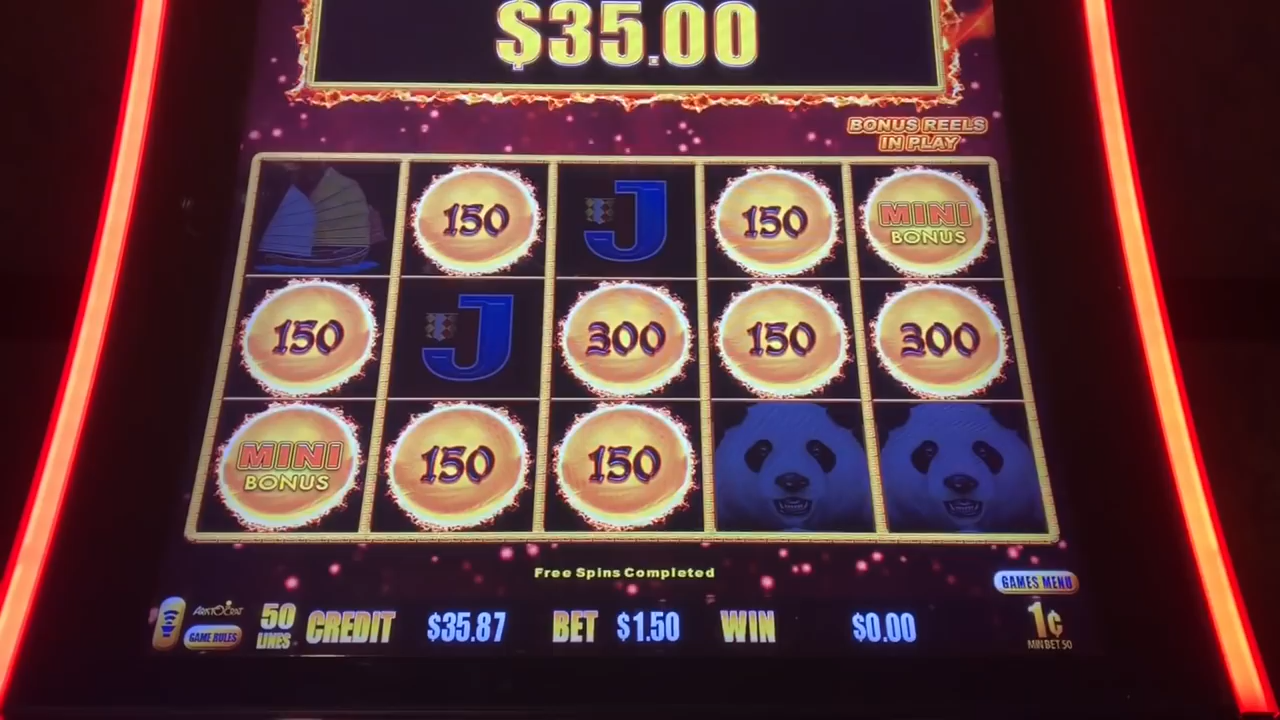 $35.00
BONUS REELS
IN PLAY
150
J
150
MINI
BONUS
150
J
300
150
300
MINI
BONUS
150
150
Free Spins Completed
GAMES MENU
ARISTOCRAT
GAME RULES
50
LINES
CREDIT $35.87 BET $1.50 WIN $0.00
1¢
MIN BET 50